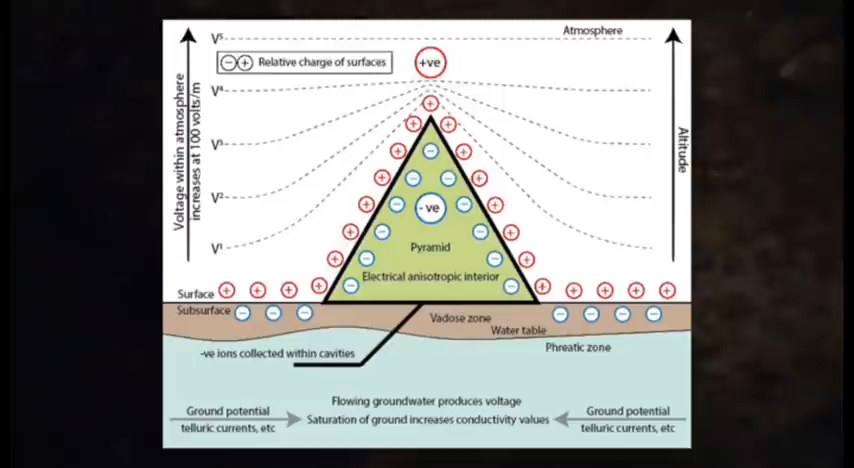 Atmosphere
V⁵
Relative charge of surfaces
+ve
V⁴
Voltage within atmosphere
increases at 100 volts/m
Altitude
V³
V²
- ve
V¹
Pyramid
Electrical anisotropic interior
Surface
Subsurface
Vadose zone
Water table
Phreatic zone
-ve ions collected within cavities
Flowing groundwater produces voltage
Saturation of ground increases conductivity values
Ground potential
telluric currents, etc
Ground potential
telluric currents, etc